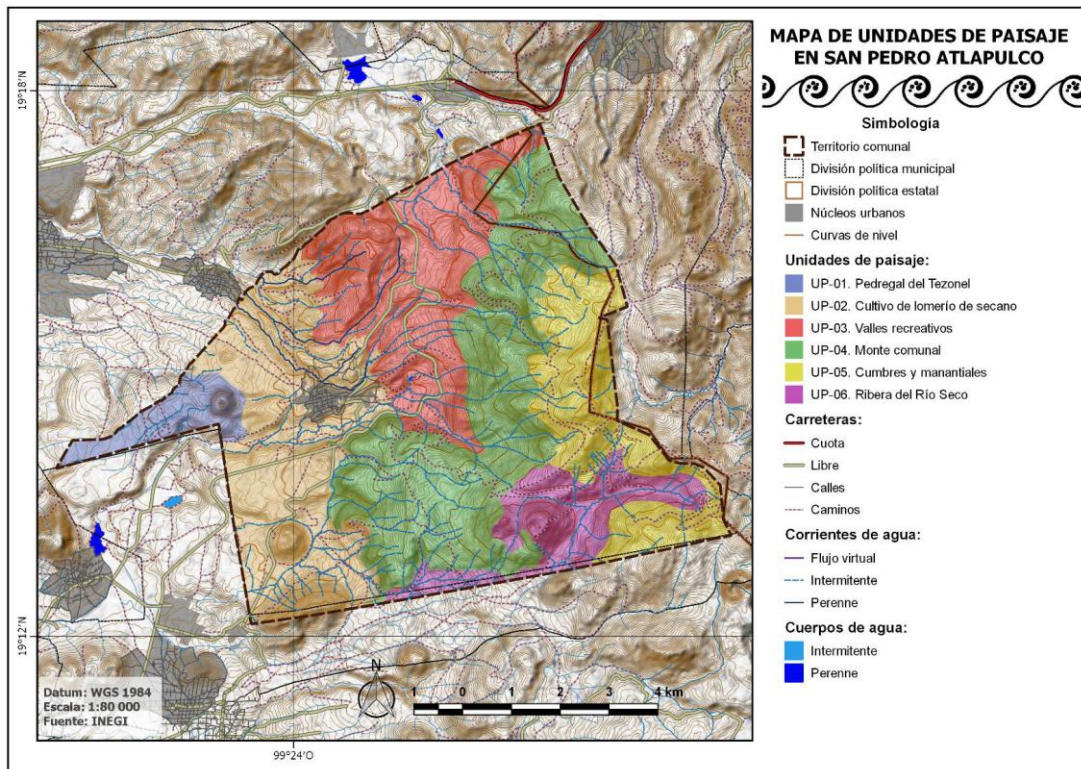 MAPA DE UNIDADES DE PAISAJE
EN SAN PEDRO ATLAPULCO
Simbología
Territorio comunal
División política municipal
División política estatal
Núcleos urbanos
Curvas de nivel
Unidades de paisaje:
UP-01. Pedregal del Tezonel
UP-02. Cultivo de lomerío de secano
UP-03. Valles recreativos
UP-04. Monte comunal
UP-05. Cumbres y manantiales
UP-06. Ribera del Río Seco
Carreteras:
Cuota
Libre
Calles
Caminos
Corrientes de agua:
Flujo virtual
Intermitente
Perenne
Cuerpos de agua:
Intermitente
Perenne
19°18'N
19°12'N
99°24'O
Datum: WGS 1984
Escala: 1:80 000
Fuente: INEGI
N
1 0 1 2 3 4 km